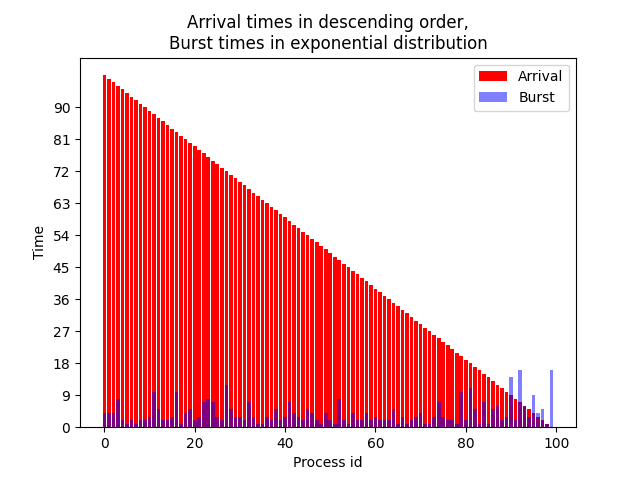 Arrival times in descending order,
Burst times in exponential distribution
Arrival
Burst
90
81
72
63
54
45
36
27
18
9
0
Time
0 20 40 60 80 100
Process id